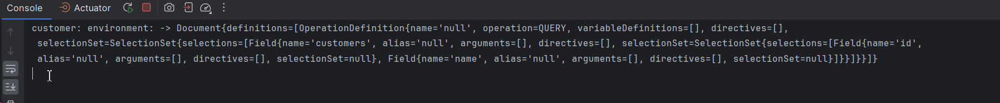 Console Actuator
customer: environment: -> Document{definitions=[OperationDefinition{name='null', operation=QUERY, variableDefinitions=[], directives=[],
selectionSet=SelectionSet{selections=[Field{name='customers', alias='null', arguments=[], directives=[], selectionSet=SelectionSet{selections=[Field{name='id',
alias='null', arguments=[], directives=[], selectionSet=null}, Field{name='name', alias='null', arguments=[], directives=[], selectionSet=null}]}}]}}]}